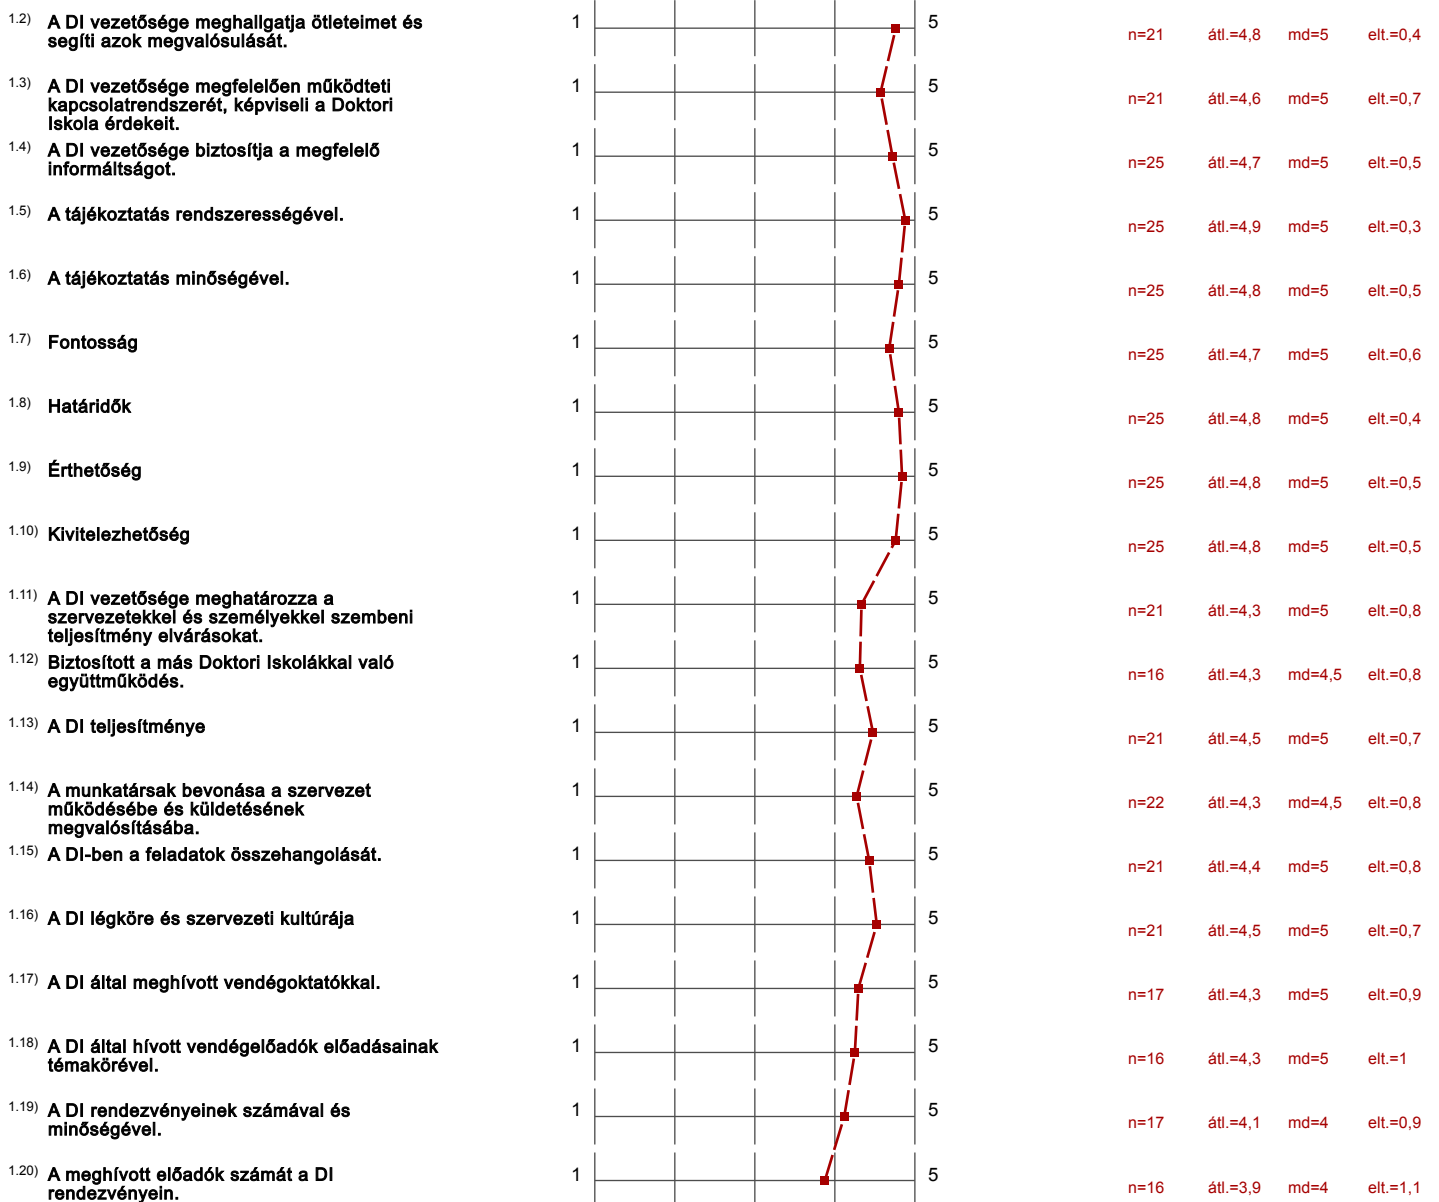 1.2) A DI vezetősége meghallgatja ötleteimet és
segíti azok megvalósulását.
1 5
n=21 átl.=4,8 md=5 elt.=0,4
1.3) A DI vezetősége megfelelően működteti
kapcsolatrendszerét, képviseli a Doktori
Iskola érdekeit.
1 5
n=21 átl.=4,6 md=5 elt.=0,7
1.4) A DI vezetősége biztosítja a megfelelő
informáltságot.
1 5
n=25 átl.=4,7 md=5 elt.=0,5
1.5) A tájékoztatás rendszerességével.
1 5
n=25 átl.=4,9 md=5 elt.=0,3
1.6) A tájékoztatás minőségével.
1 5
n=25 átl.=4,8 md=5 elt.=0,5
1.7) Fontosság
1 5
n=25 átl.=4,7 md=5 elt.=0,6
1.8) Határidők
1 5
n=25 átl.=4,8 md=5 elt.=0,4
1.9) Érthetőség
1 5
n=25 átl.=4,8 md=5 elt.=0,5
1.10) Kivitelezhetőség
1 5
n=25 átl.=4,8 md=5 elt.=0,5
1.11) A DI vezetősége meghatározza a
szervezetekkel és személyekkel szembeni
teljesítmény elvárásokat.
1 5
n=21 átl.=4,3 md=5 elt.=0,8
1.12) Biztosított a más Doktori Iskolákkal való
együttműködés.
1 5
n=16 átl.=4,3 md=4,5 elt.=0,8
1.13) A DI teljesítménye
1 5
n=21 átl.=4,5 md=5 elt.=0,7
1.14) A munkatársak bevonása a szervezet
működésébe és küldetésének
megvalósításába.
1 5
n=22 átl.=4,3 md=4,5 elt.=0,8
1.15) A DI-ben a feladatok összehangolását.
1 5
n=21 átl.=4,4 md=5 elt.=0,8
1.16) A DI légköre és szervezeti kultúrája
1 5
n=21 átl.=4,5 md=5 elt.=0,7
1.17) A DI által meghívott vendégoktatókkal.
1 5
n=17 átl.=4,3 md=5 elt.=0,9
1.18) A DI által hívott vendégelőadók előadásainak
témakörével.
1 5
n=16 átl.=4,3 md=5 elt.=1
1.19) A DI rendezvényeinek számával és
minőségével.
1 5
n=17 átl.=4,1 md=4 elt.=0,9
1.20) A meghívott előadók számát a DI
rendezvényein.
1 5
n=16 átl.=3,9 md=4 elt.=1,1